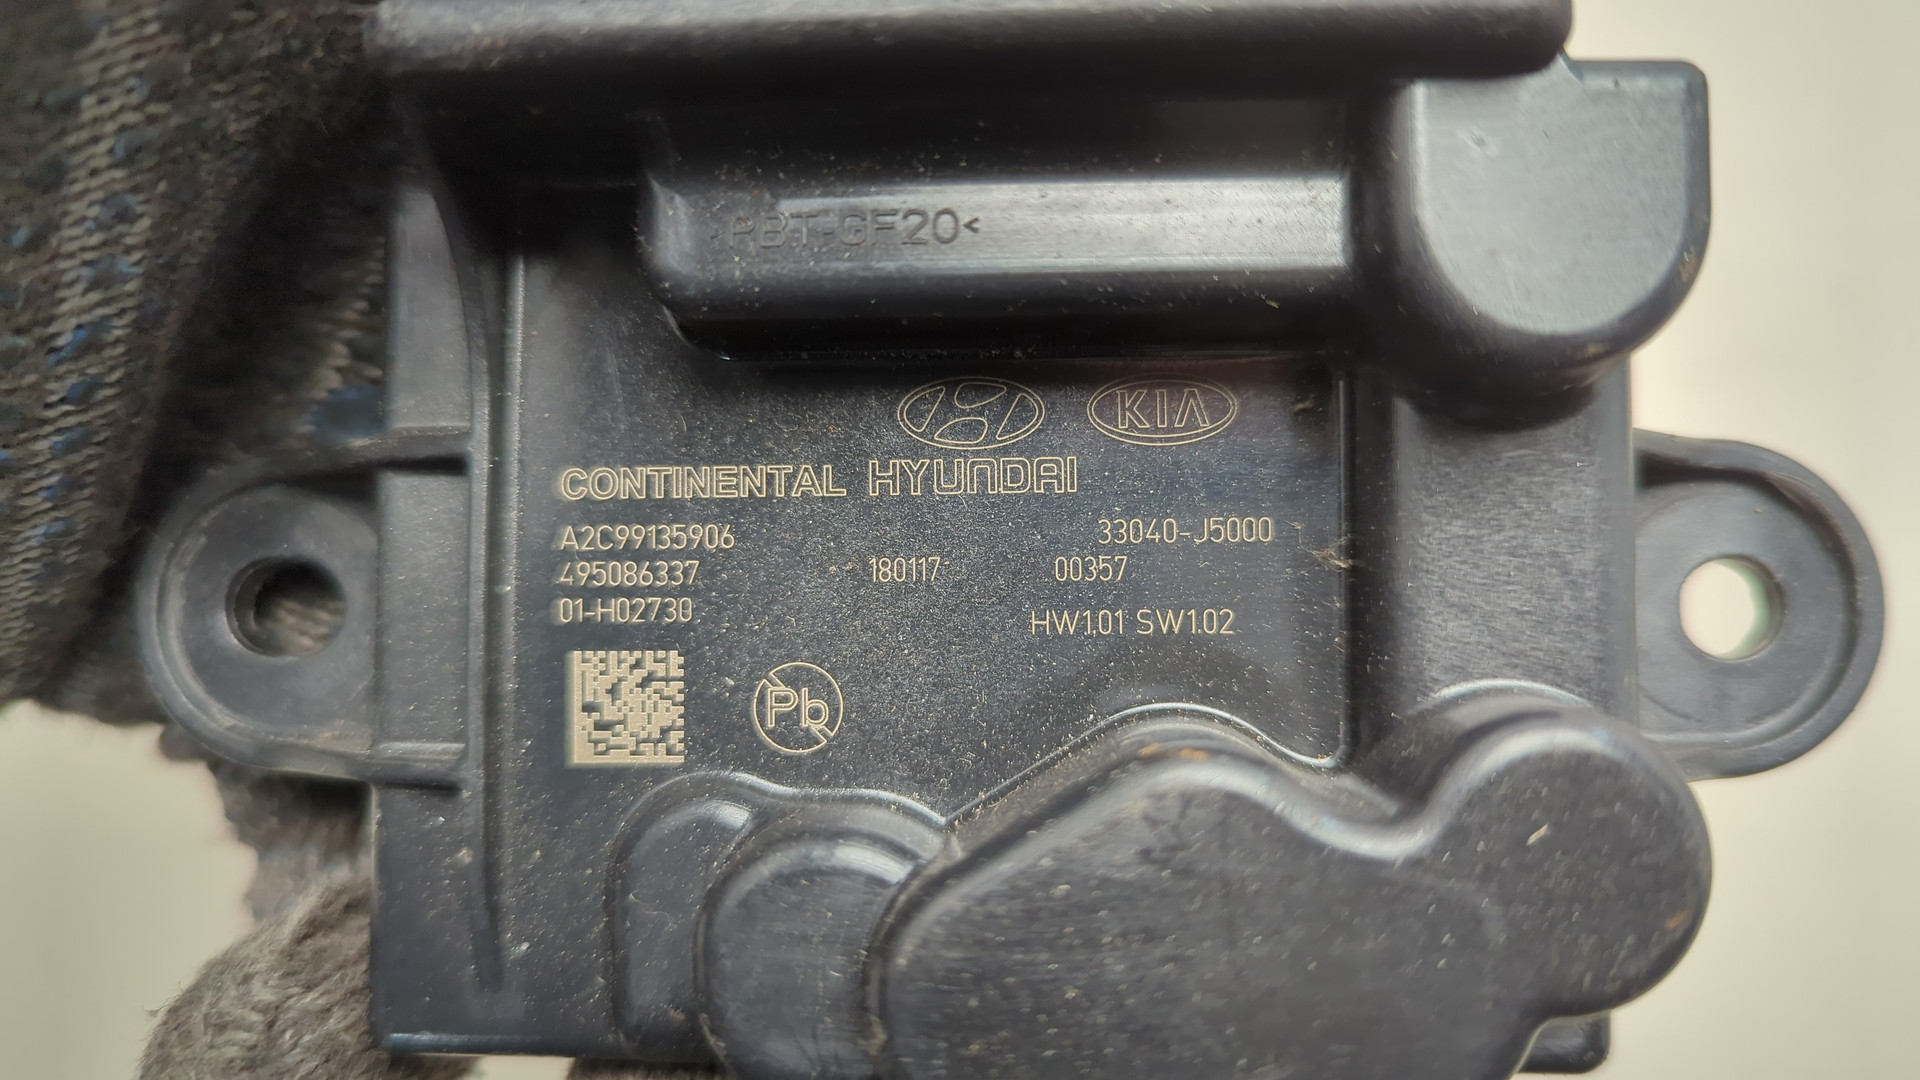 >PBT-GF20<
KIA
CONTINENTAL HYUNDAI
A2C99135906 33040-J5000
495086337 180117 00357
01-H02730 HW1.01 SW1.02
Pb